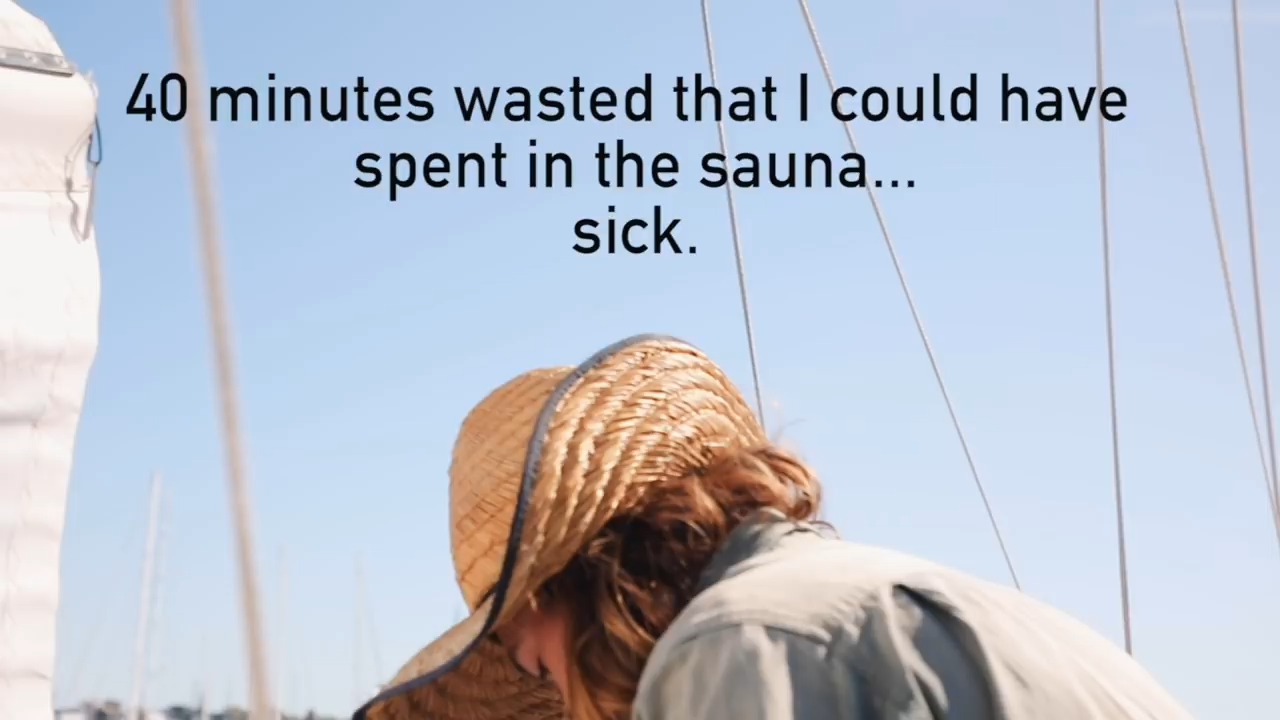 40 minutes wasted that I could have
spent in the sauna...
sick.